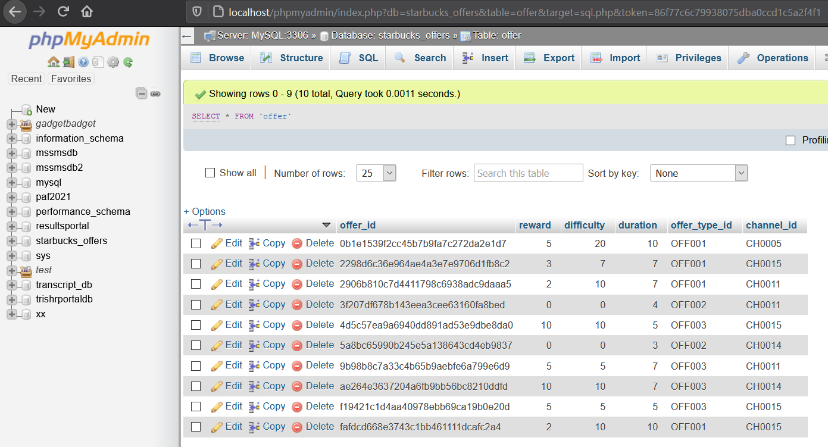 localhost/phpmyadmin/index.php?db=starbucks_offers&table=offer&target=sql.php&token=86f77c6c79938075dba0ccd1c5a2f4f1
phpMyAdmin
Server: MySQL:3306 » Database: starbucks_offers » Table: offer
Browse Structure SQL Search Insert Export Import Privileges Operations
Recent Favorites
New
gadgetbadget
information_schema
mssmsdb
mssmsdb2
mysql
paf2021
performance_schema
resultsportal
starbucks_offers
sys
test
transcript_db
trishrportaldb
xx
Showing rows 0 - 9 (10 total, Query took 0.0011 seconds.)
SELECT * FROM `offer`
Profilin
Show all Number of rows: 25 Filter rows: Search this table Sort by key: None
+ Options
offer_id reward difficulty duration offer_type_id channel_id
Edit Copy Delete 0b1e1539f2cc45b7b9fa7c272da2e1d7 5 20 10 OFF001 CH0005
Edit Copy Delete 2298d6c36e964ae4a3e7e9706d1fb8c2 3 7 7 OFF001 CH0015
Edit Copy Delete 2906b810c7d4411798c6938adc9daaa5 2 10 7 OFF001 CH0011
Edit Copy Delete 3f207df678b143eea3cee63160fa8bed 0 0 4 OFF002 CH0011
Edit Copy Delete 4d5c57ea9a6940dd891ad53e9dbe8da0 10 10 5 OFF003 CH0015
Edit Copy Delete 5a8bc65990b245e5a138643cd4eb9837 0 0 3 OFF002 CH0014
Edit Copy Delete 9b98b8c7a33c4b65b9aebfe6a799e6d9 5 5 7 OFF003 CH0011
Edit Copy Delete ae264e3637204a6fb9bb56bc8210ddfd 10 10 7 OFF003 CH0014
Edit Copy Delete f19421c1d4aa40978ebb69ca19b0e20d 5 5 5 OFF003 CH0015
Edit Copy Delete fafdcd668e3743c1bb461111dcafc2a4 2 10 10 OFF001 CH0015